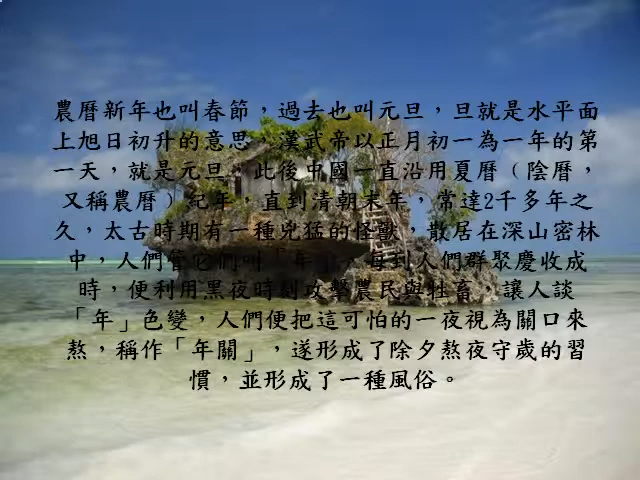 農曆新年也叫春節，過去也叫元旦，旦就是水平面
上旭日初升的意思。漢武帝以正月初一為一年的第
一天，就是元旦。此後中國一直沿用夏曆（陰曆，
又稱農曆）紀年，直到清朝末年，常達2千多年之
久，太古時期有一種兇猛的怪獸，散居在深山密林
中，人們管它們叫「年」。每到人們群聚慶收成
時，便利用黑夜時刻攻擊農民與牲畜。讓人談
「年」色變，人們便把這可怕的一夜視為關口來
熬，稱作「年關」，遂形成了除夕熬夜守歲的習
慣，並形成了一種風俗。